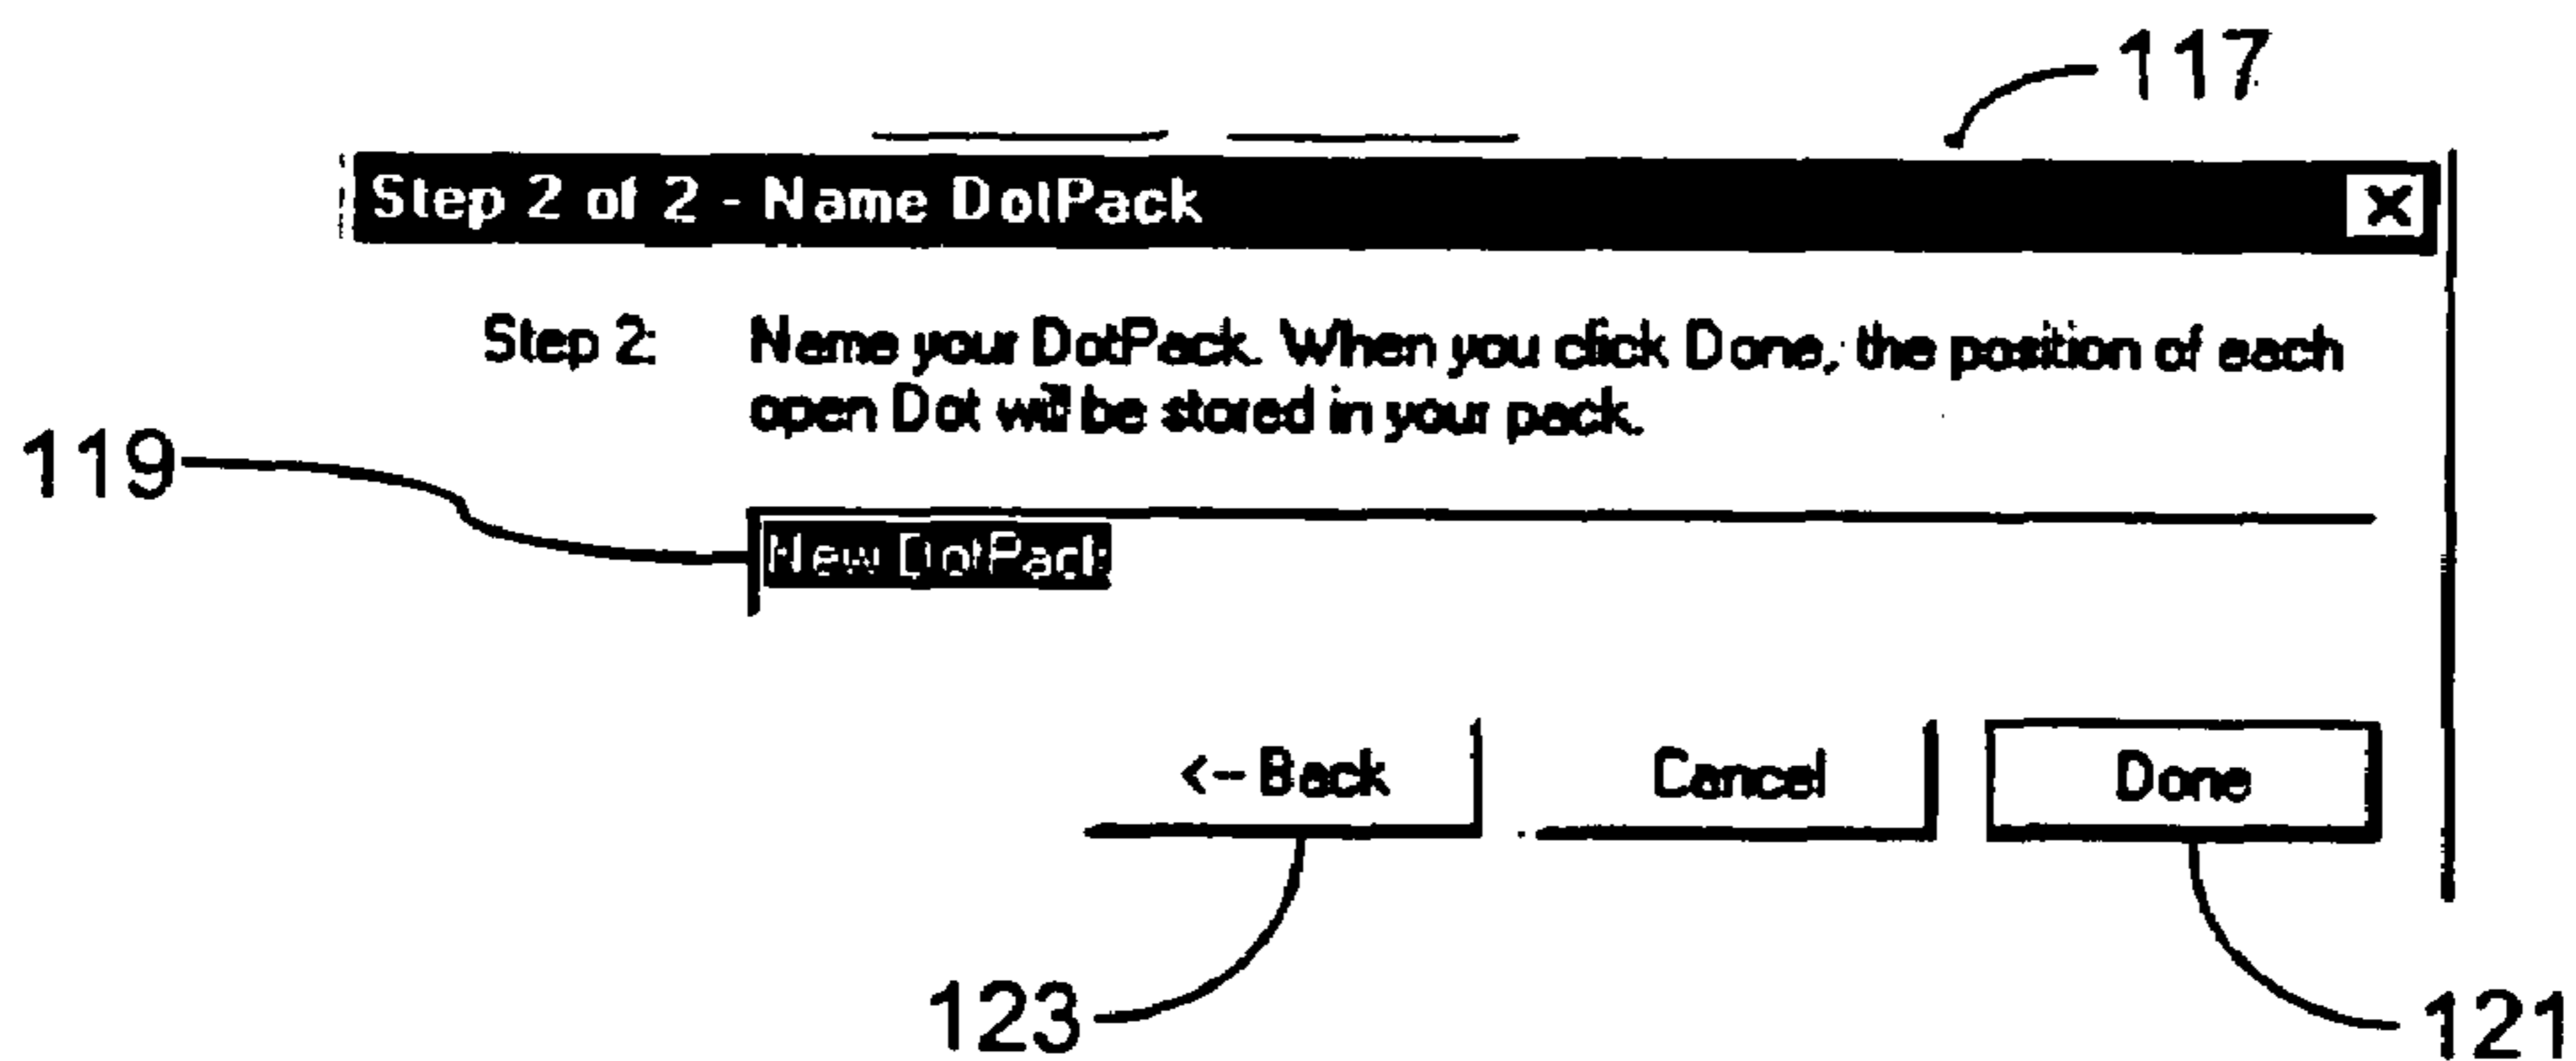 117
Step 2 of 2 - Name DotPack
Step 2: Name your DotPack. When you click Done, the position of each
open Dot will be stored in your pack.
119
New DotPack
<-- Back Cancel Done
123
121